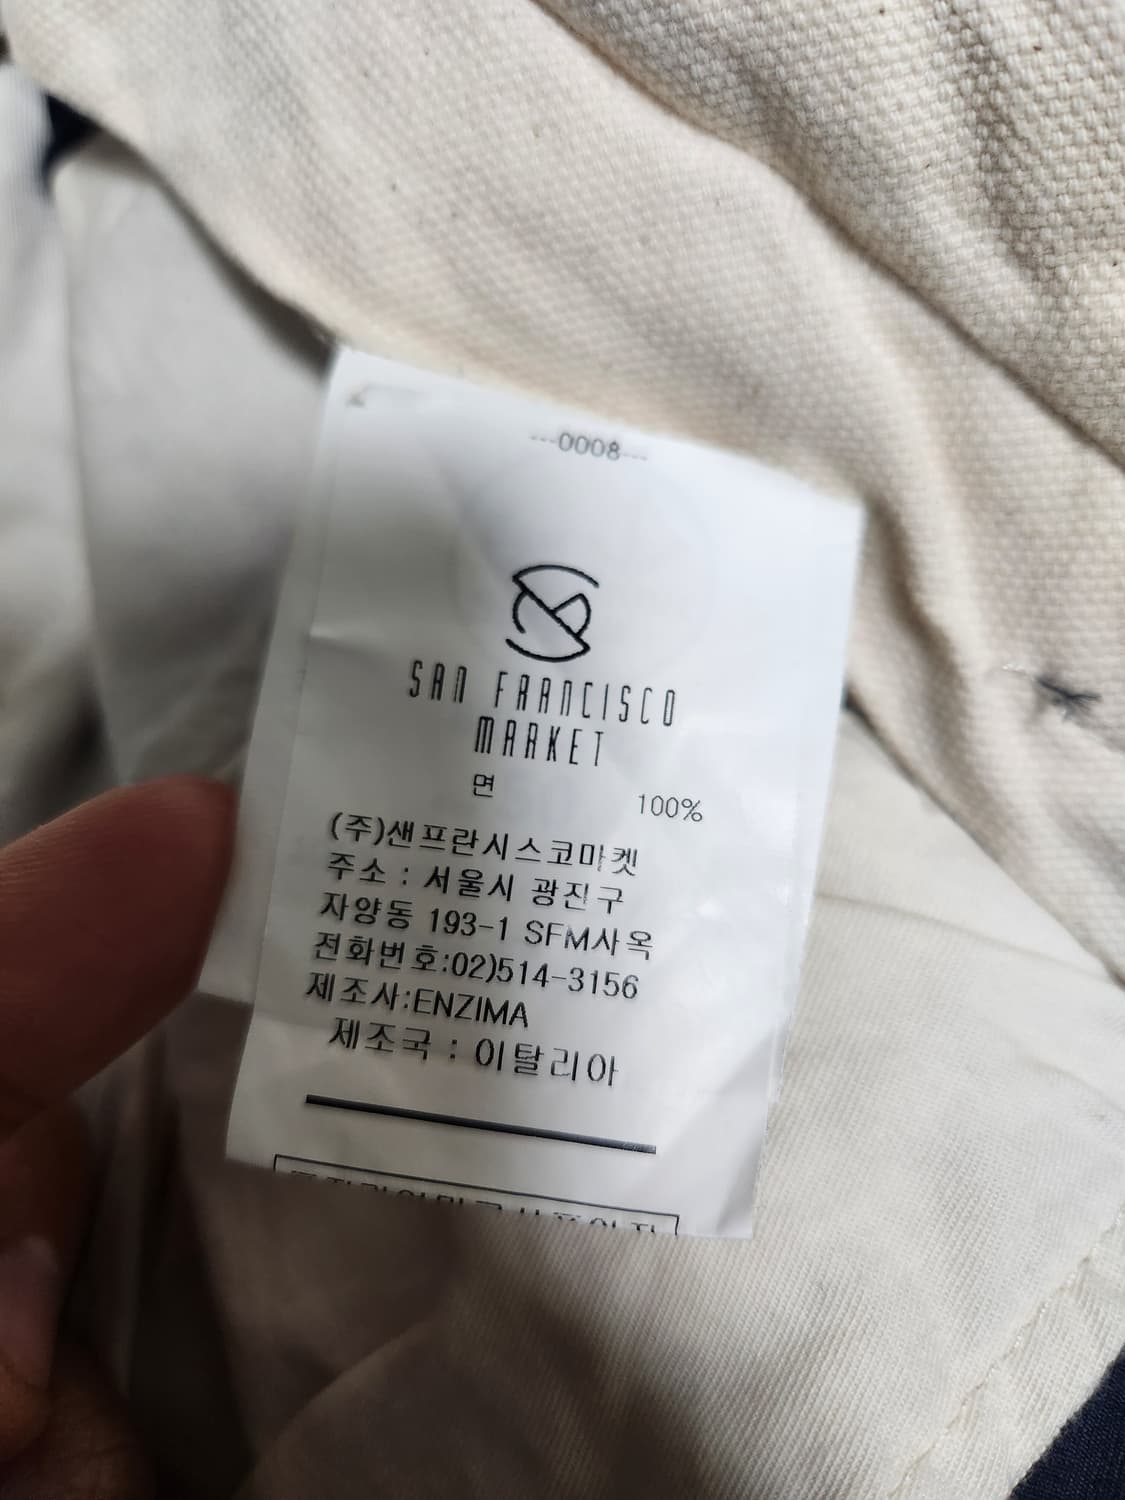 ---0008---
SAN FRANCISCO
MARKET
면 100%
(주)샌프란시스코마켓
주소 : 서울시 광진구
자양동 193-1 SFM사옥
전화번호:02)514-3156
제조사:ENZIMA
제조국 : 이탈리아